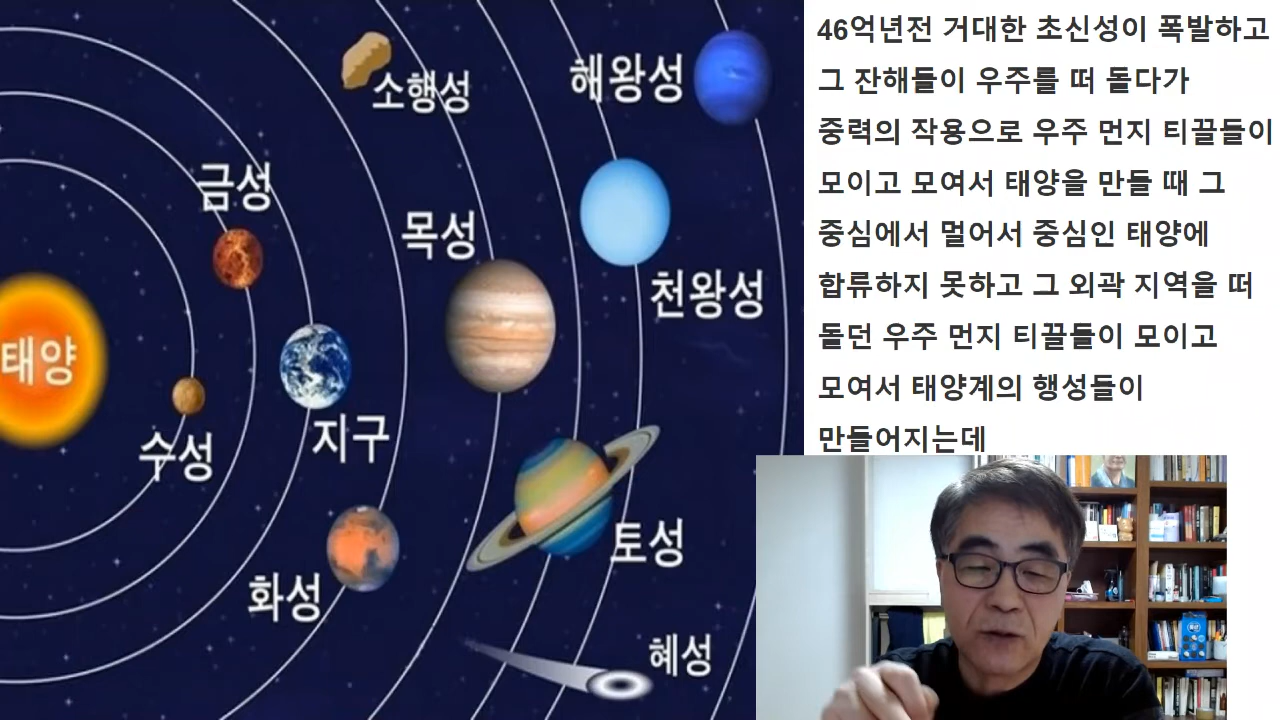 46억년전 거대한 초신성이 폭발하고
그 잔해들이 우주를 떠 돌다가
중력의 작용으로 우주 먼지 티끌들이
모이고 모여서 태양을 만들 때 그
중심에서 멀어서 중심인 태양에
합류하지 못하고 그 외곽 지역을 떠
돌던 우주 먼지 티끌들이 모이고
모여서 태양계의 행성들이
만들어지는데
소행성
해왕성
금성
목성
천왕성
태양
지구
수성
토성
화성
혜성